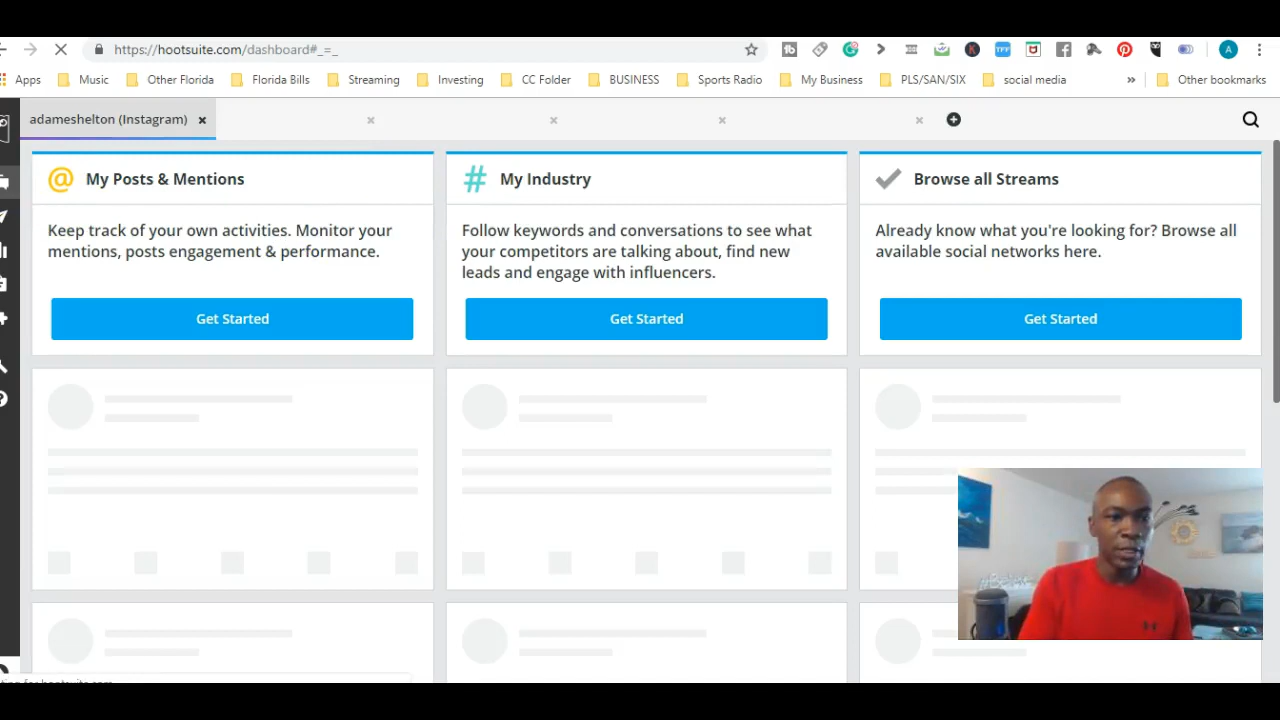 https://hootsuite.com/dashboard#_=_
Apps Music Other Florida Florida Bills Streaming Investing CC Folder BUSINESS Sports Radio My Business PLS/SAN/SIX social media » Other bookmarks
adameshelton (Instagram)
@ My Posts & Mentions
Keep track of your own activities. Monitor your
mentions, posts engagement & performance.
Get Started
# My Industry
Follow keywords and conversations to see what
your competitors are talking about, find new
leads and engage with influencers.
Get Started
Browse all Streams
Already know what you're looking for? Browse all
available social networks here.
Get Started